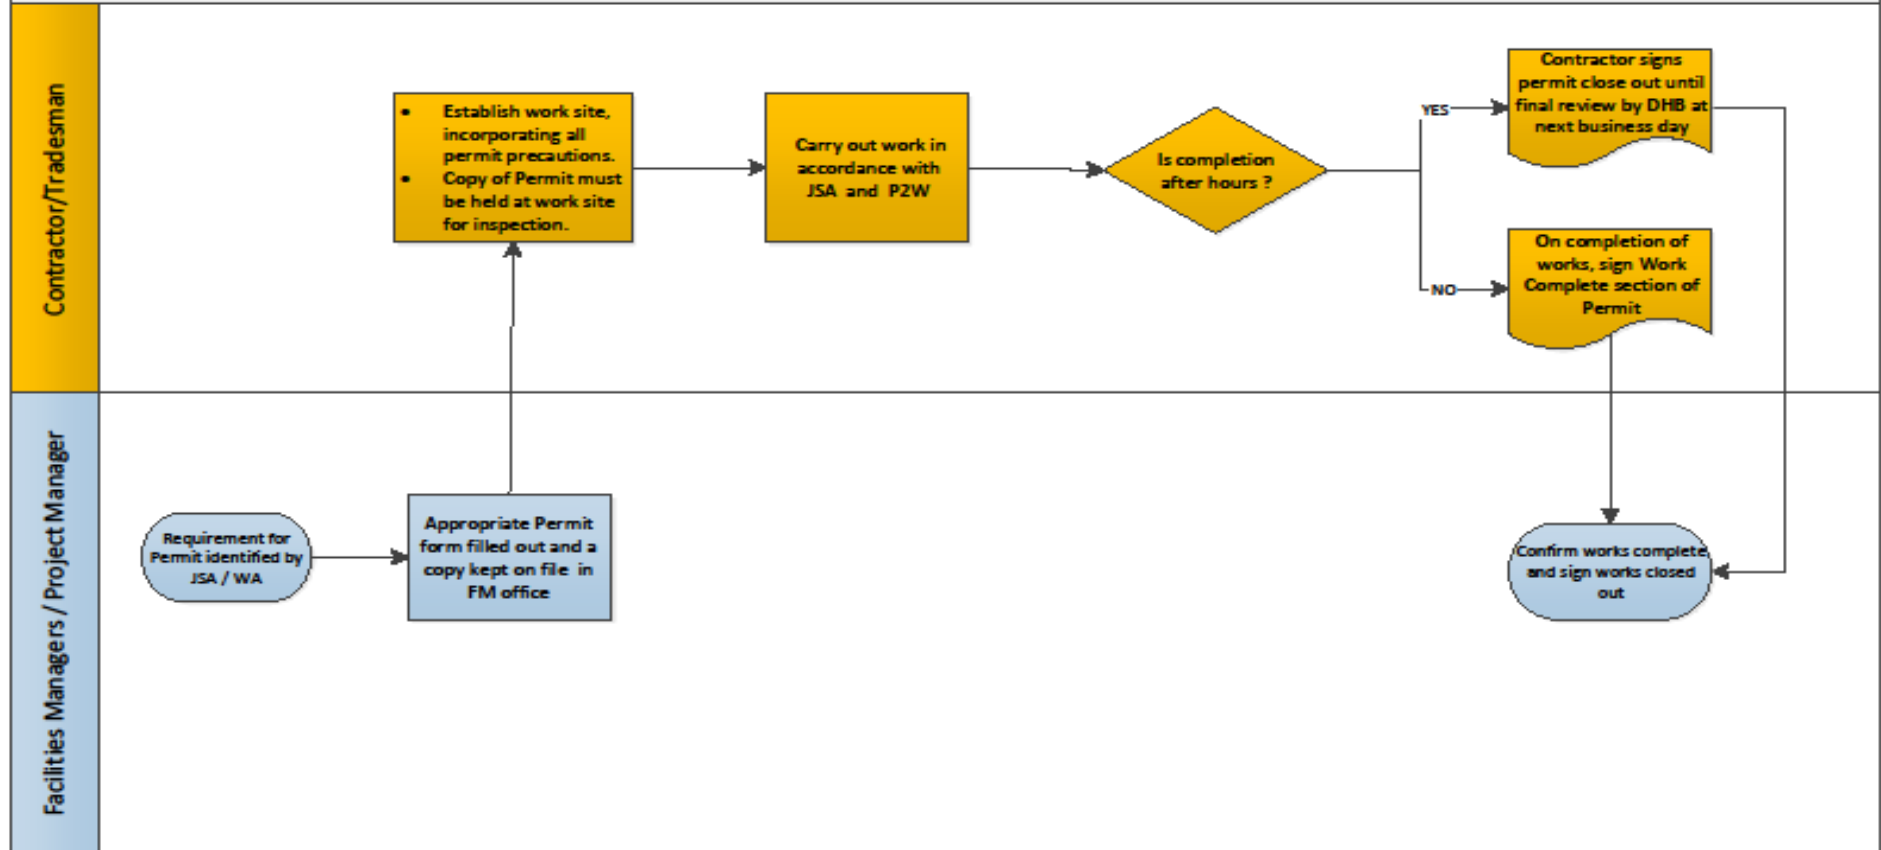 Contractor/Tradesman
• Establish work site,
incorporating all
permit precautions.
• Copy of Permit must
be held at work site
for inspection.
Carry out work in
accordance with
JSA and P2W
Is completion
after hours ?
YES
Contractor signs
permit close out until
final review by DHB at
next business day
NO
On completion of
works, sign Work
Complete section of
Permit
Facilities Managers / Project Manager
Requirement for
Permit identified by
JSA / WA
Appropriate Permit
form filled out and a
copy kept on file in
FM office
Confirm works complete
and sign works closed
out